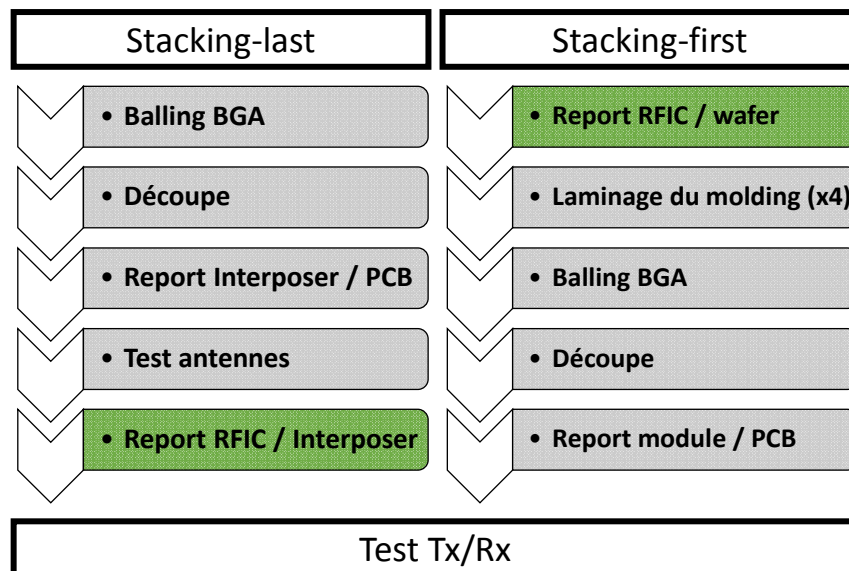 Stacking-last
• Balling BGA
• Découpe
• Report Interposer / PCB
• Test antennes
• Report RFIC / Interposer
Stacking-first
• Report RFIC / wafer
• Laminage du molding (x4)
• Balling BGA
• Découpe
• Report module / PCB
Test Tx/Rx